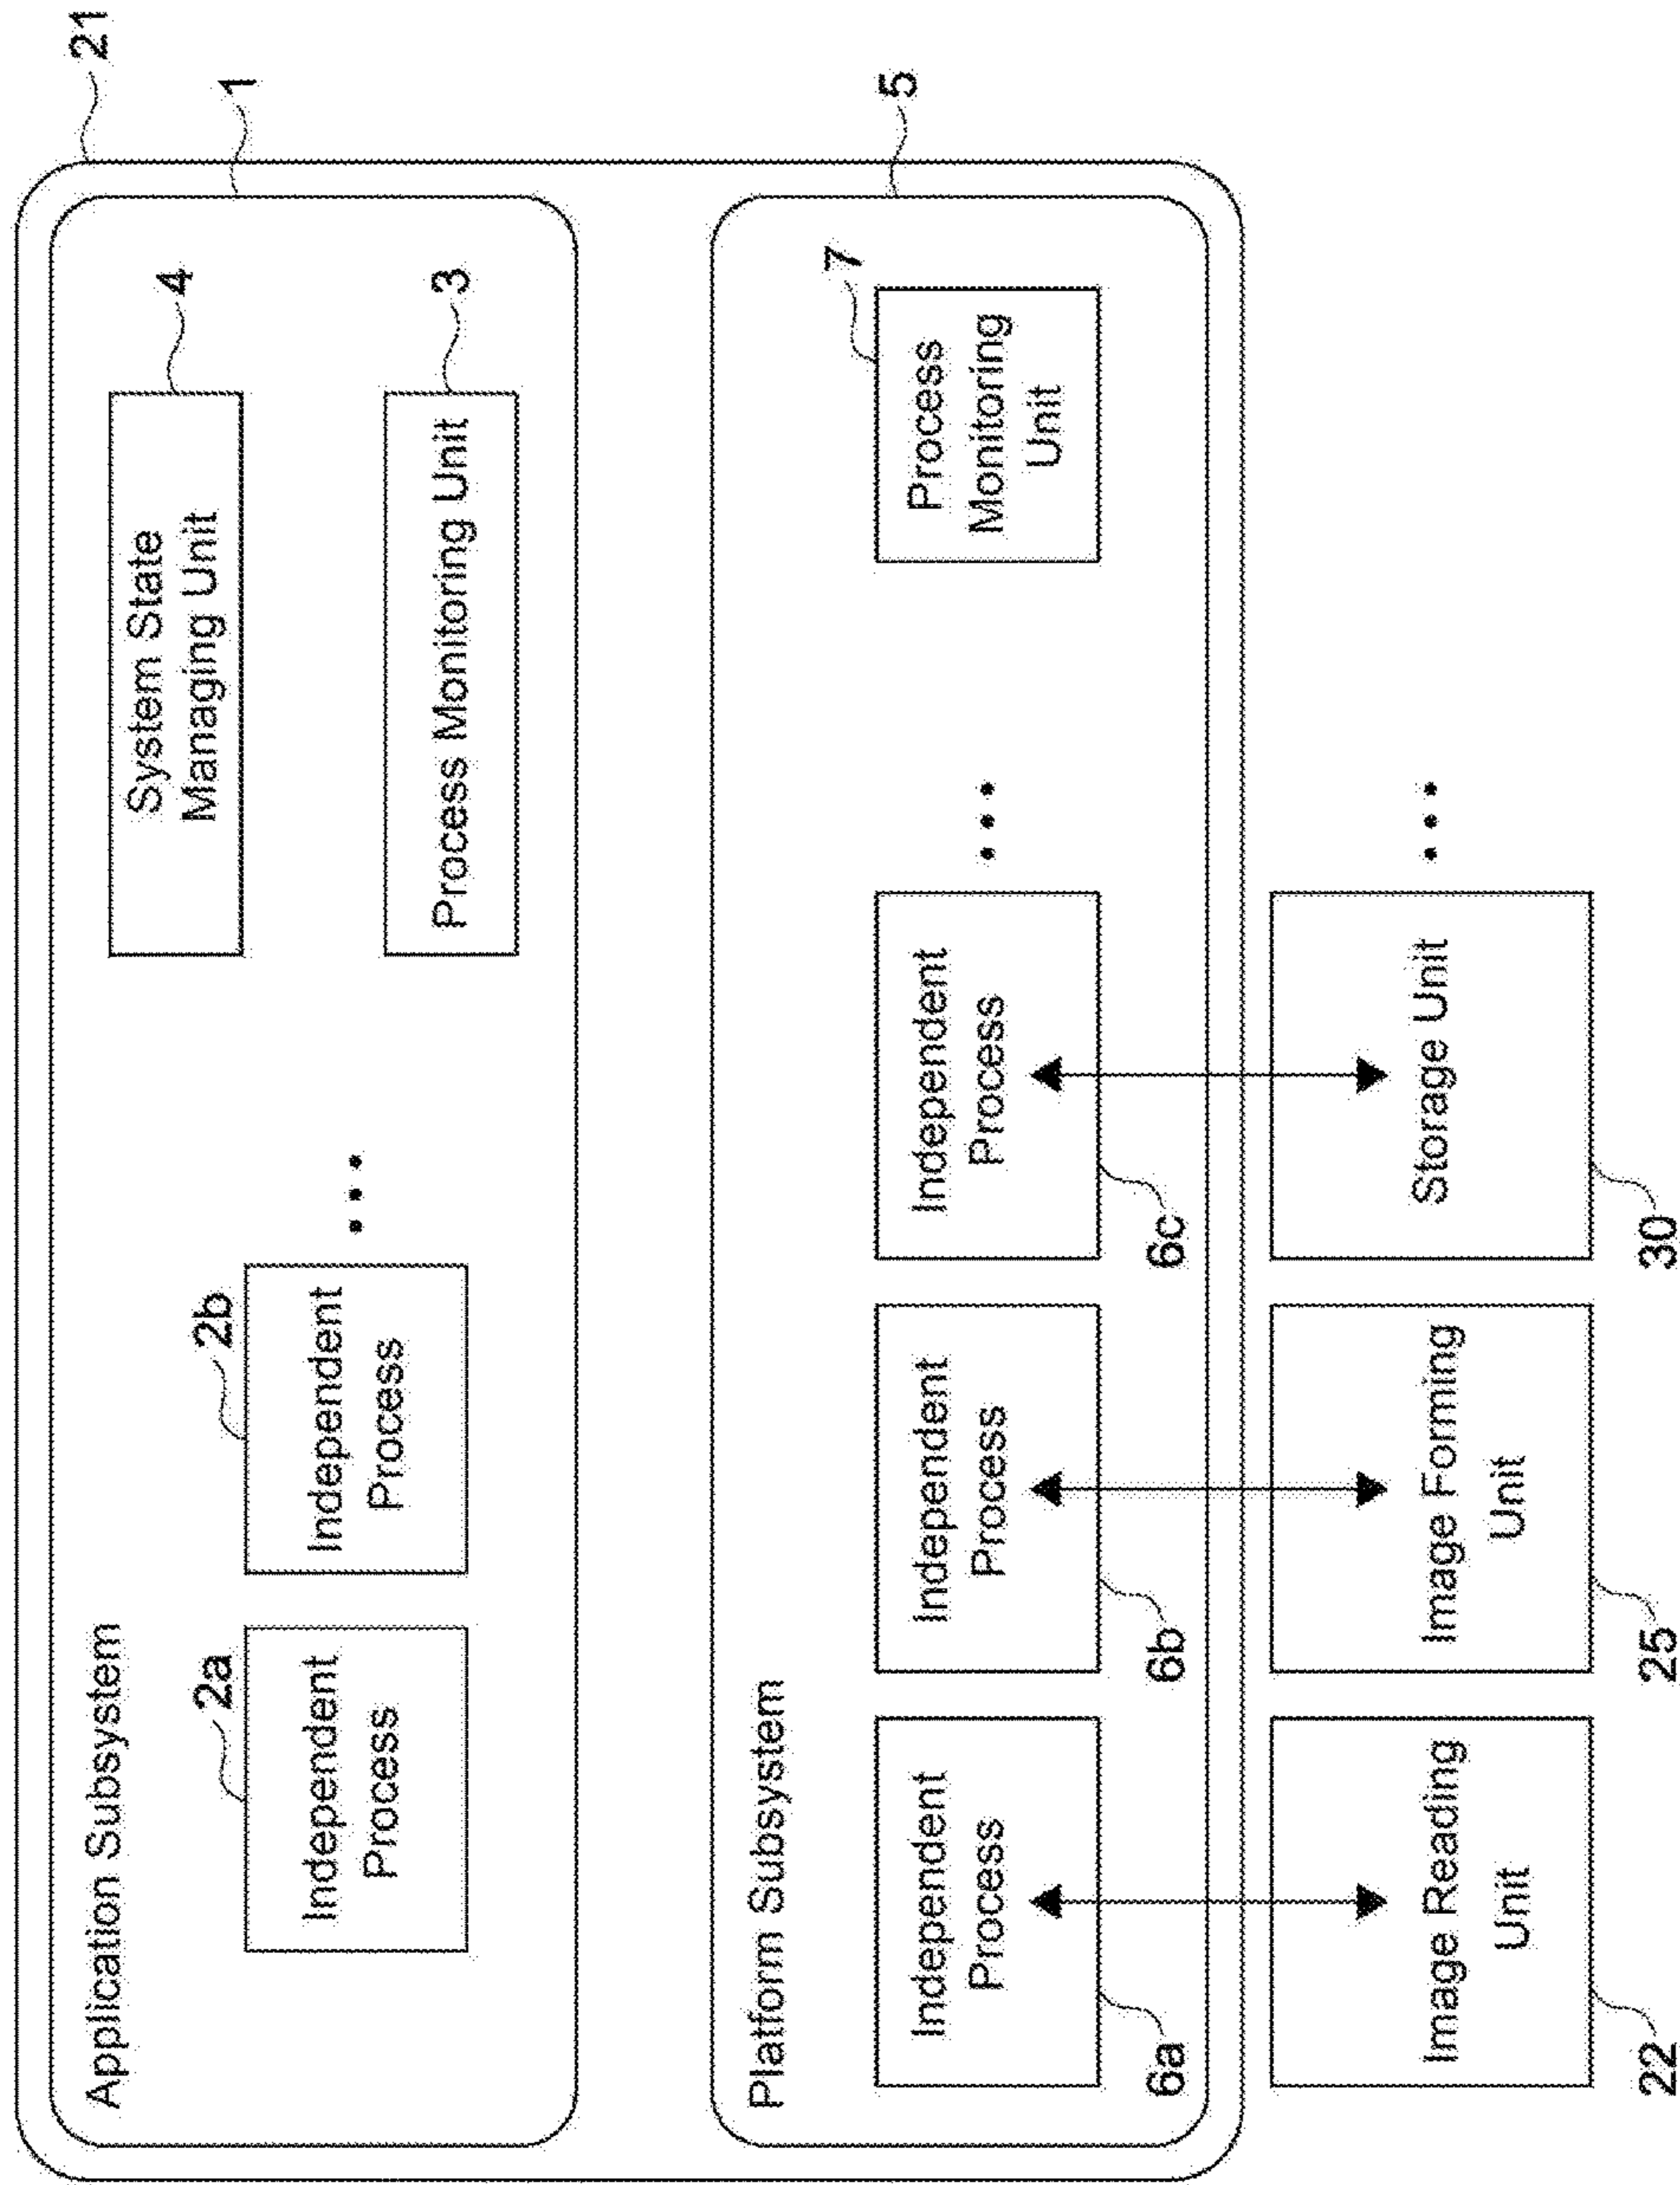 21
1
Application Subsystem
4
System State
Managing Unit
2a
2b
Independent
Process
Independent
Process
...
3
Process Monitoring Unit
5
Platform Subsystem
7
Independent
Process
Independent
Process
Independent
Process
...
Process
Monitoring
Unit
6a
6b
6c
Image Reading
Unit
Image Forming
Unit
Storage Unit
...
22
25
30